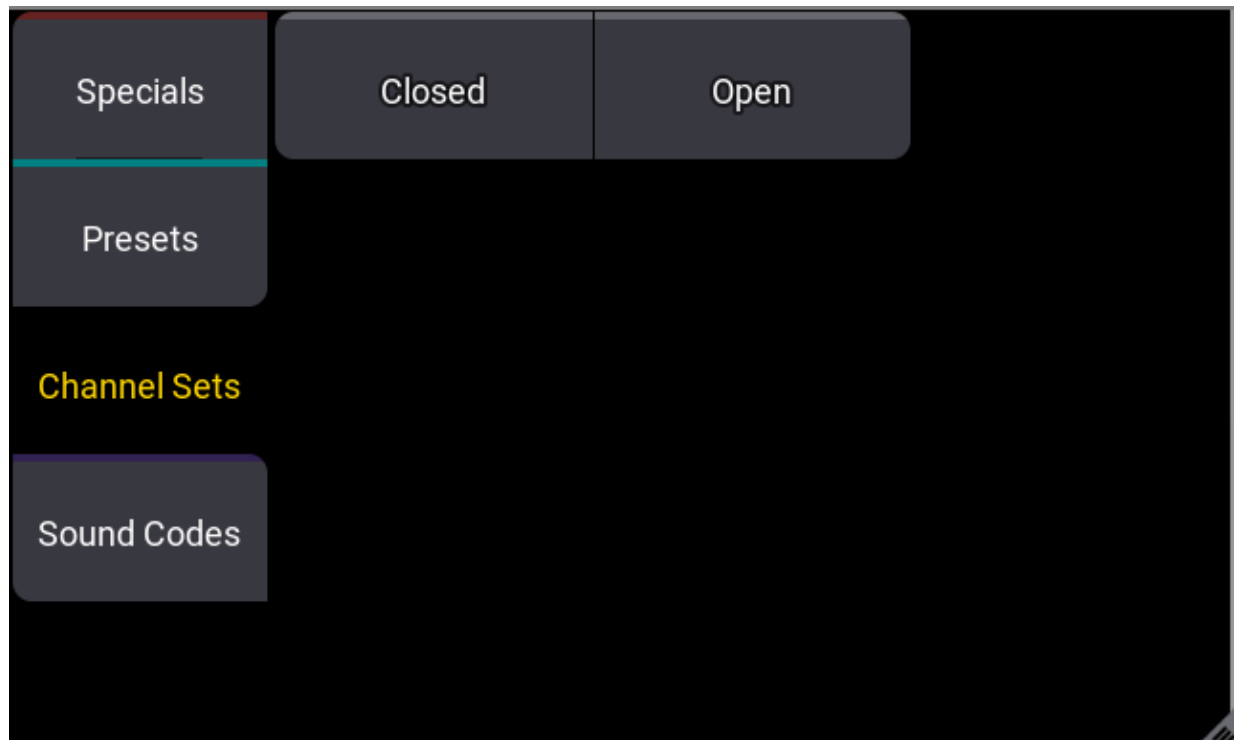 Specials
Closed
Open
Presets
Channel Sets
Sound Codes